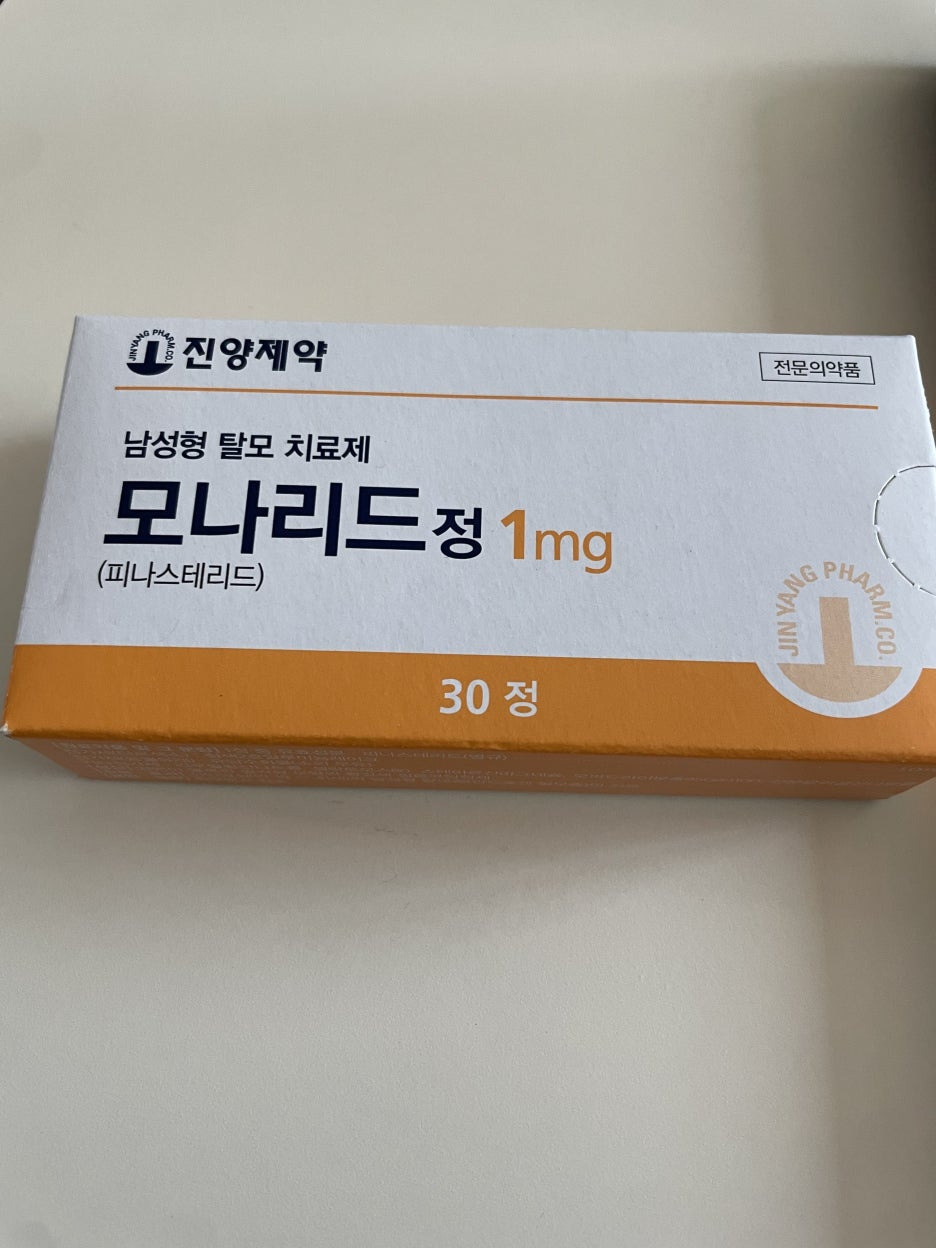 JIN YANG PHARM.CO.
진양제약
전문의약품
남성형 탈모 치료제
모나리드정 1mg
(피나스테리드)
JIN YANG PHARM.CO.
30 정